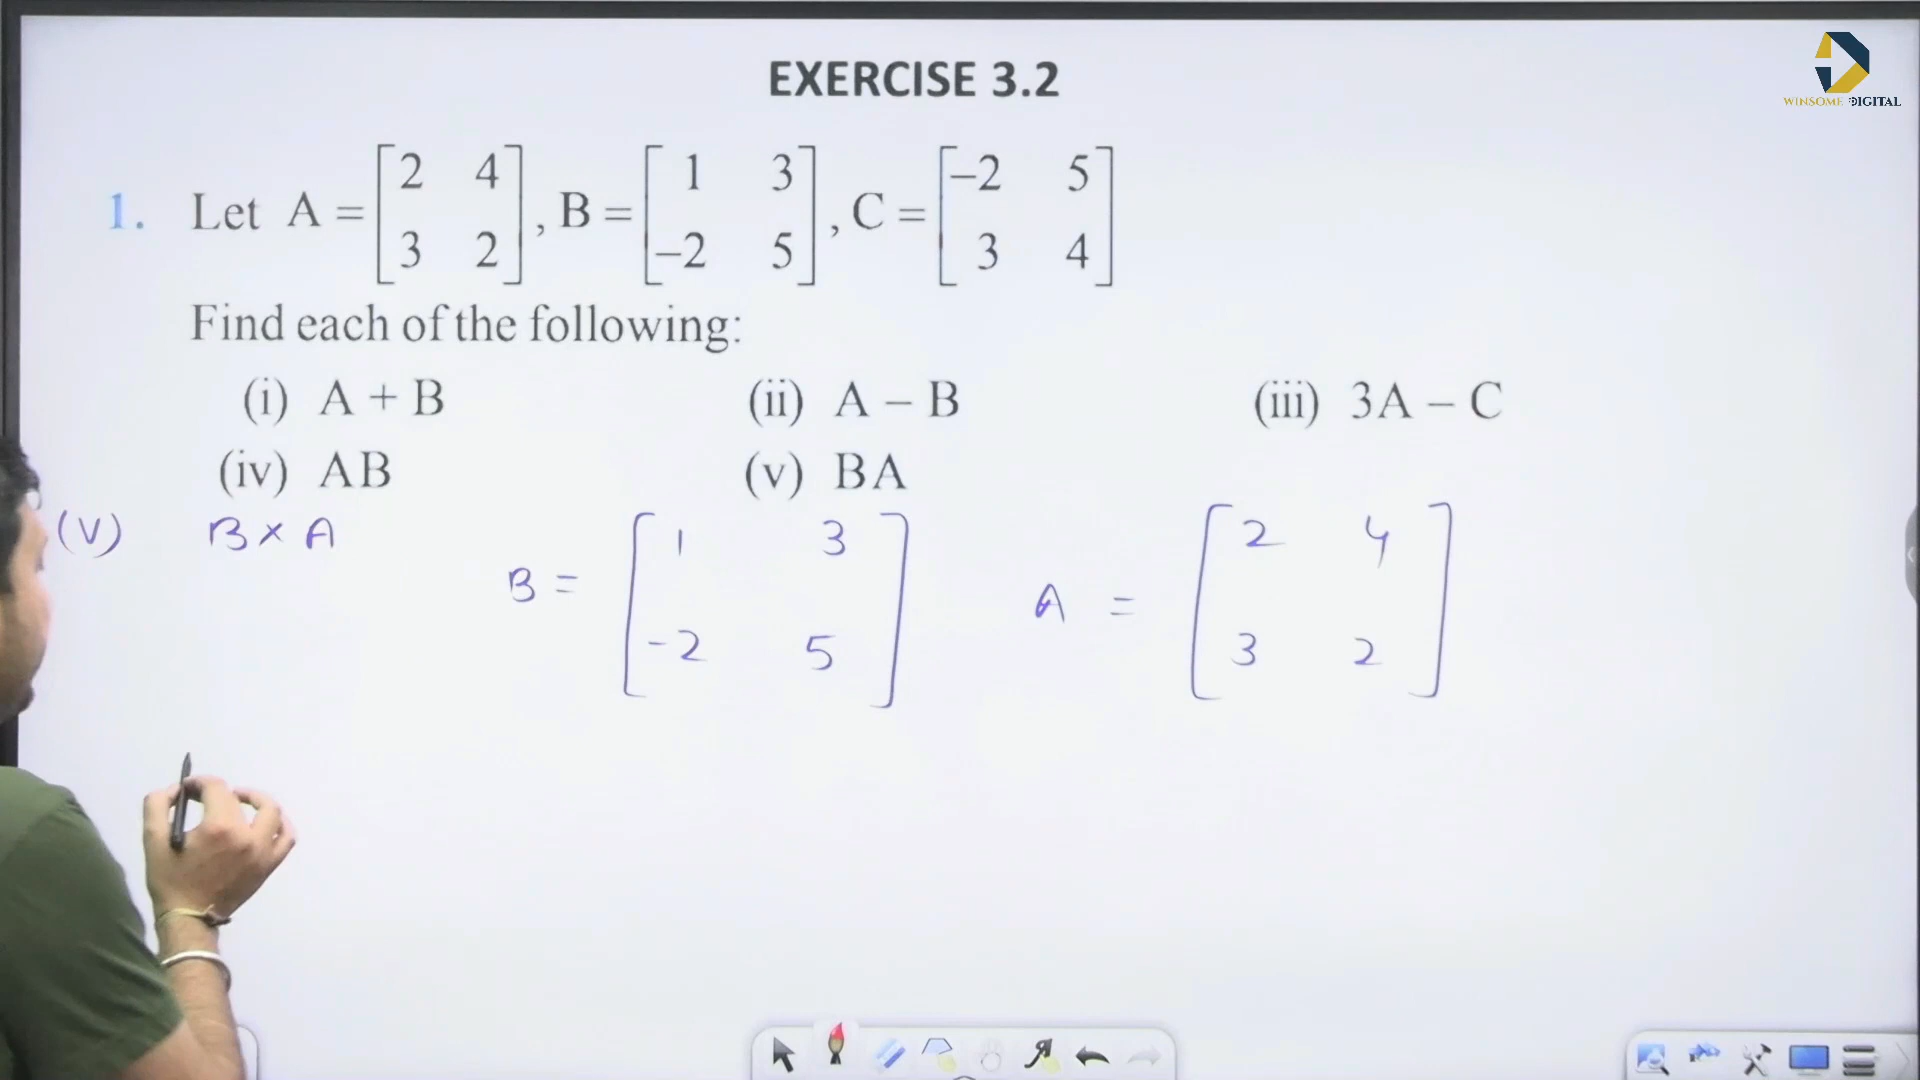 EXERCISE 3.2
WINSOME DIGITAL
1. Let A = [2 4 3 2], B = [1 3 -2 5], C = [-2 5 3 4]
Find each of the following:
(i) A + B (ii) A – B (iii) 3A – C
(iv) AB (v) BA
(V) B × A B = [1 3 -2 5] A = [2 4 3 2]